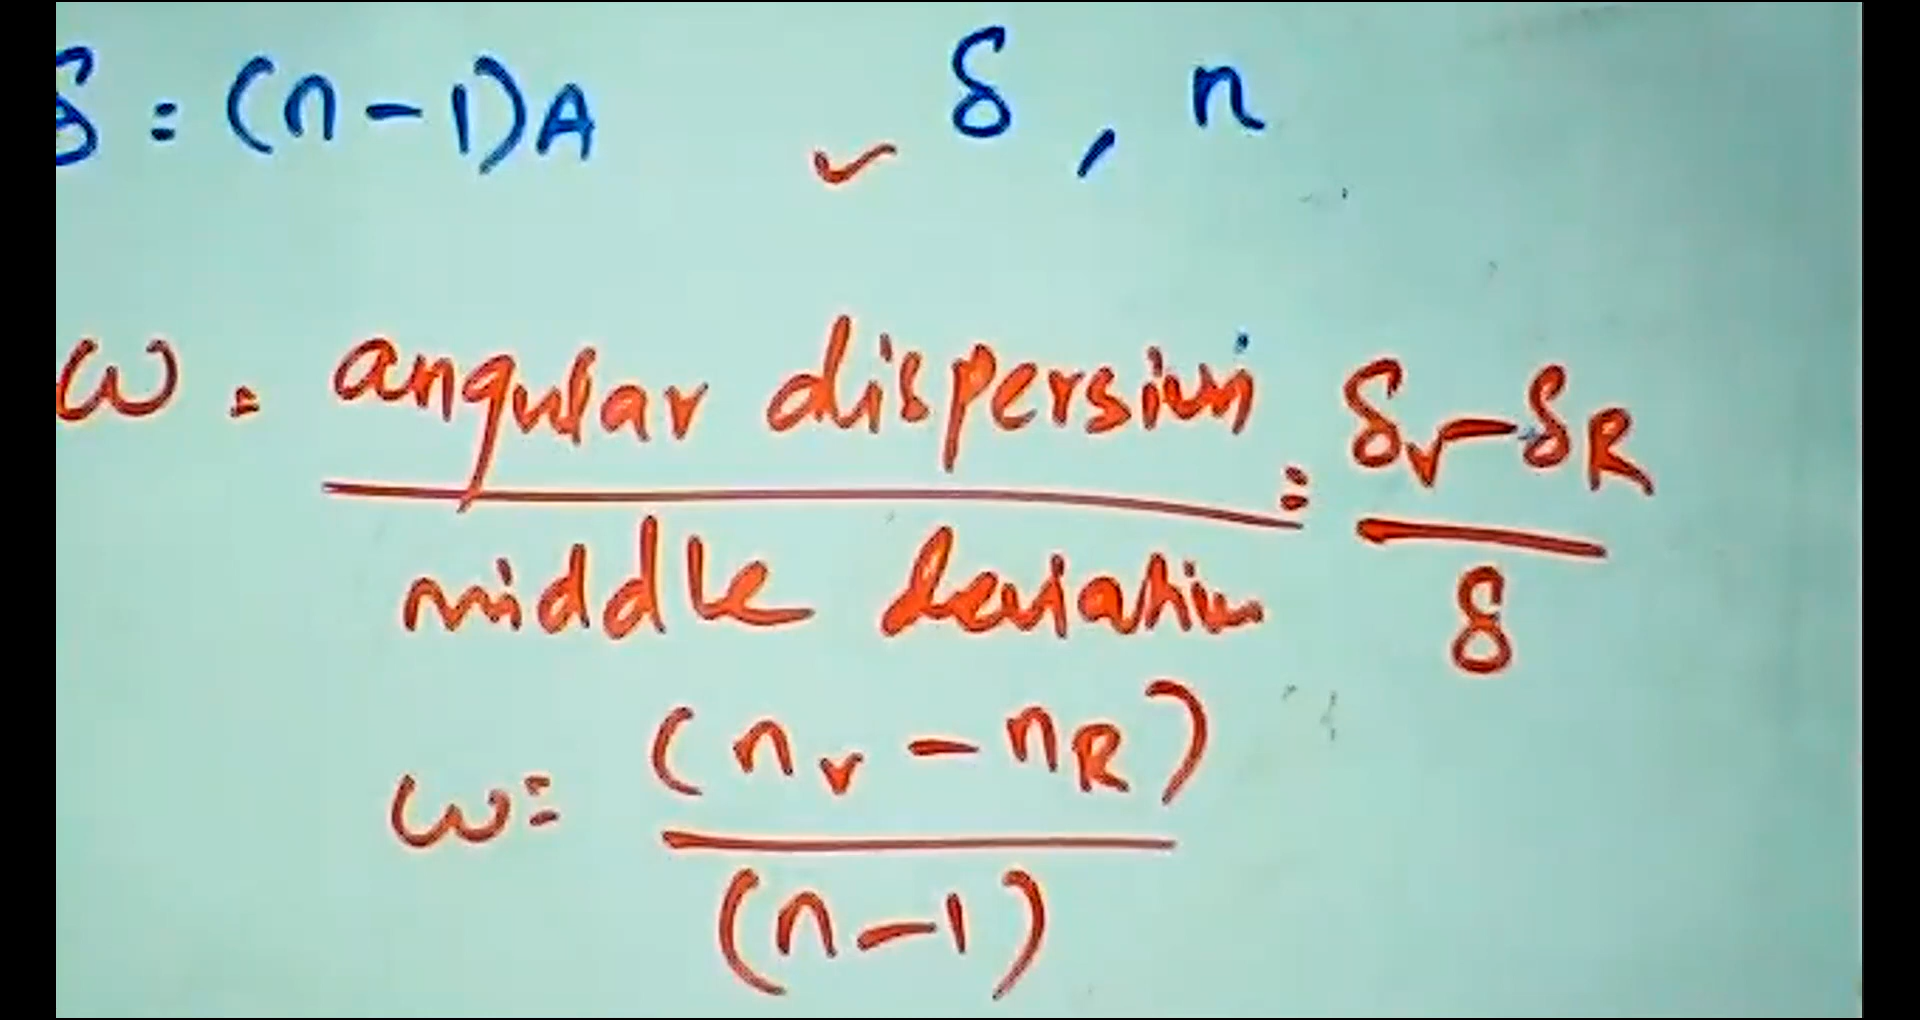 δ = (n-1)A δ, n
ω = angular dispersion / middle deviation = δv - δR / δ
ω = (nv - nR) / (n-1)